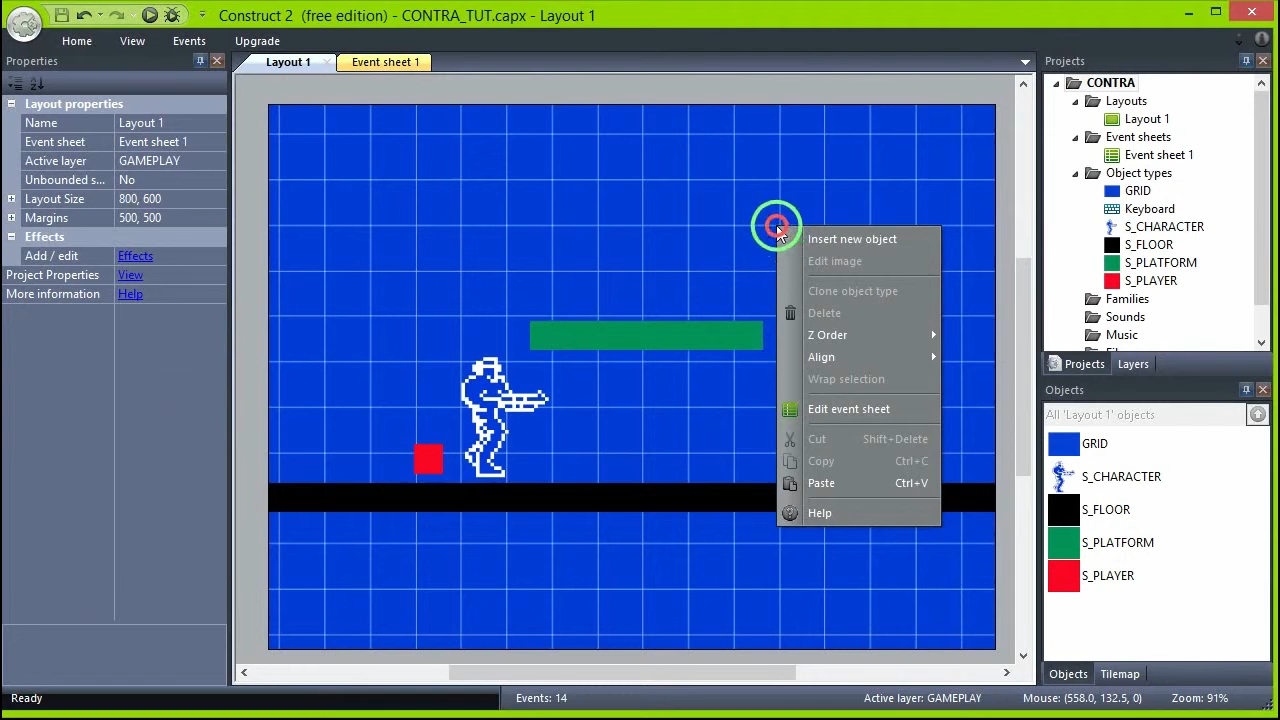 Construct 2 (free edition) - CONTRA_TUT.capx - Layout 1
Home View Events Upgrade
Properties
Layout 1
Event sheet 1
Projects
Layout properties
Name Layout 1
Event sheet Event sheet 1
Active layer GAMEPLAY
Unbounded s... No
Layout Size 800, 600
Margins 500, 500
Effects
Add / edit Effects
Project Properties View
More information Help
Insert new object
Edit image
Clone object type
Delete
Z Order
Align
Wrap selection
Edit event sheet
Cut Shift+Delete
Copy Ctrl+C
Paste Ctrl+V
Help
CONTRA
Layouts
Layout 1
Event sheets
Event sheet 1
Object types
GRID
Keyboard
S_CHARACTER
S_FLOOR
S_PLATFORM
S_PLAYER
Families
Sounds
Music
Projects Layers
Objects
All 'Layout 1' objects
GRID
S_CHARACTER
S_FLOOR
S_PLATFORM
S_PLAYER
Objects Tilemap
Ready Events: 14 Active layer: GAMEPLAY Mouse: (558.0, 132.5, 0) Zoom: 91%